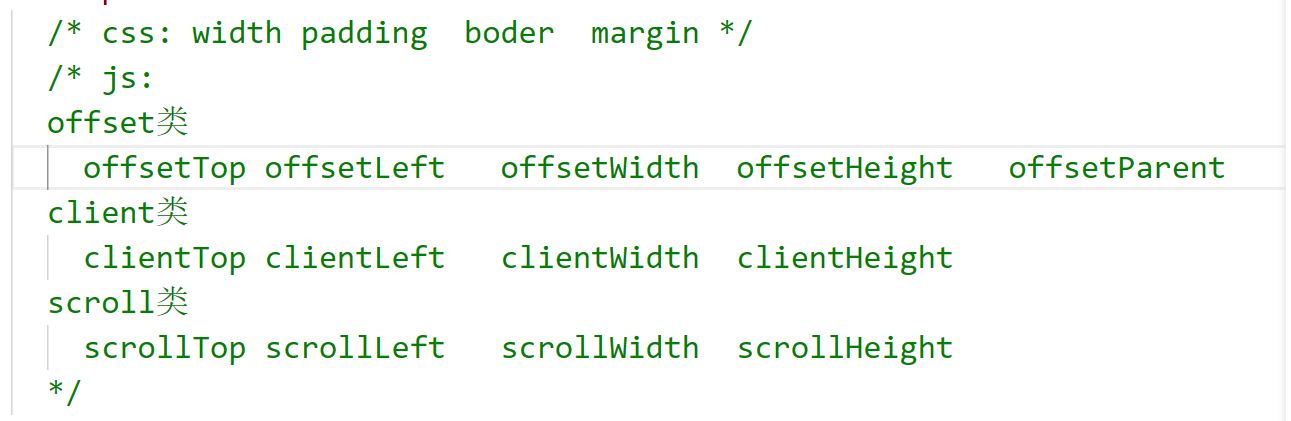 /* css: width padding  boder  margin */
/* js:
offset类
  offsetTop offsetLeft   offsetWidth  offsetHeight   offsetParent
client类
  clientTop clientLeft   clientWidth  clientHeight
scroll类
  scrollTop scrollLeft   scrollWidth  scrollHeight
*/